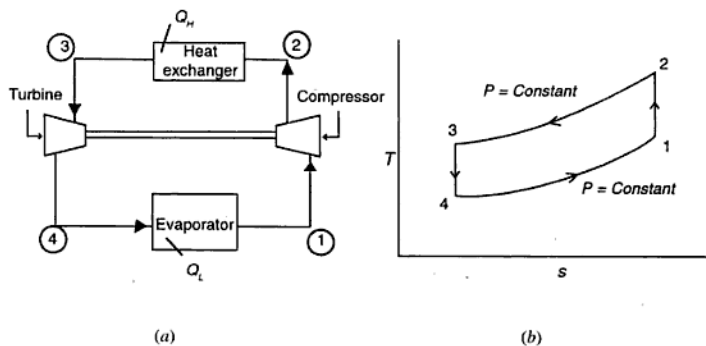 Q_H
3
Heat
exchanger
2
Turbine
Compressor
4
Evaporator
1
Q_L
(a)
T
2
P = Constant
3
1
4
P = Constant
s
(b)